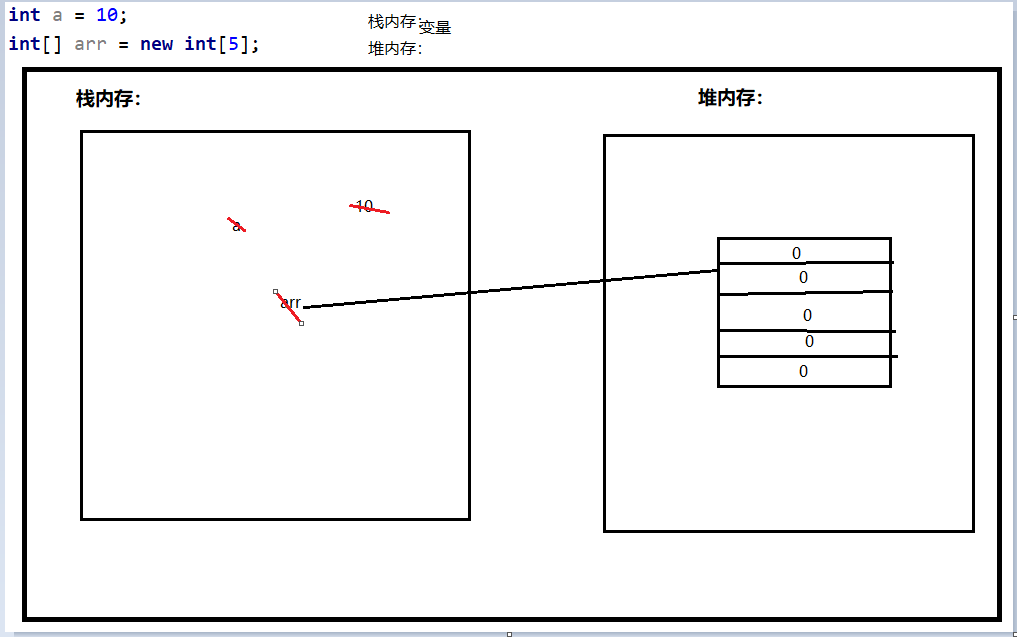 int a = 10;
int[] arr = new int[5];
栈内存：变量
堆内存：
栈内存：
堆内存：
a
10
arr
0
0
0
0
0